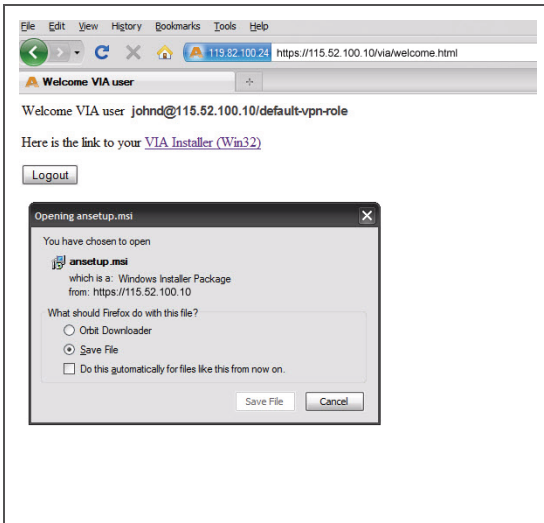 File Edit View History Bookmarks Tools Help
119.82.100.24 https://115.52.100.10/via/welcome.html
Welcome VIA user
Welcome VIA user johnd@115.52.100.10/default-vpn-role
Here is the link to your VIA Installer (Win32)
Logout
Opening ansetup.msi
You have chosen to open
ansetup.msi
which is a: Windows Installer Package
from: https://115.52.100.10
What should Firefox do with this file?
Orbit Downloader
Save File
Do this automatically for files like this from now on.
Save File Cancel